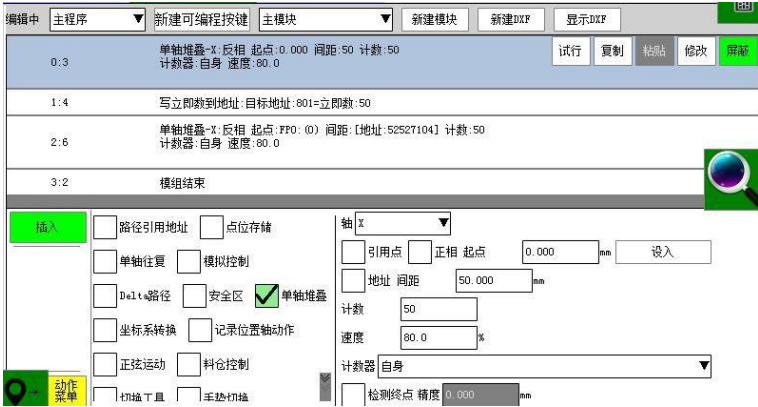 编辑中 主程序 新建可编程按键 主模块 新建模块 新建DXF 显示DXF
0:3 单轴堆叠-X:反相 起点:0.000 间距:50 计数:50
计数器:自身 速度:80.0
试行 复制 粘贴 修改 屏蔽
1:4 写立即数到地址:目标地址:801=立即数:50
2:6 单轴堆叠-X:反相 起点:FP0:(0) 间距:[地址:52527104] 计数:50
计数器:自身 速度:80.0
3:2 模组结束
插入
动作
菜单
路径引用地址 点位存储
单轴往复 模拟控制
Delta路径 安全区 单轴堆叠
坐标系转换 记录位置轴动作
正弦运动 料仓控制
切换工具 手势切换
轴 X
引用点 正相 起点 0.000 mm 设入
地址 间距 50.000 mm
计数 50
速度 80.0 %
计数器 自身
检测终点 精度 0.000 mm